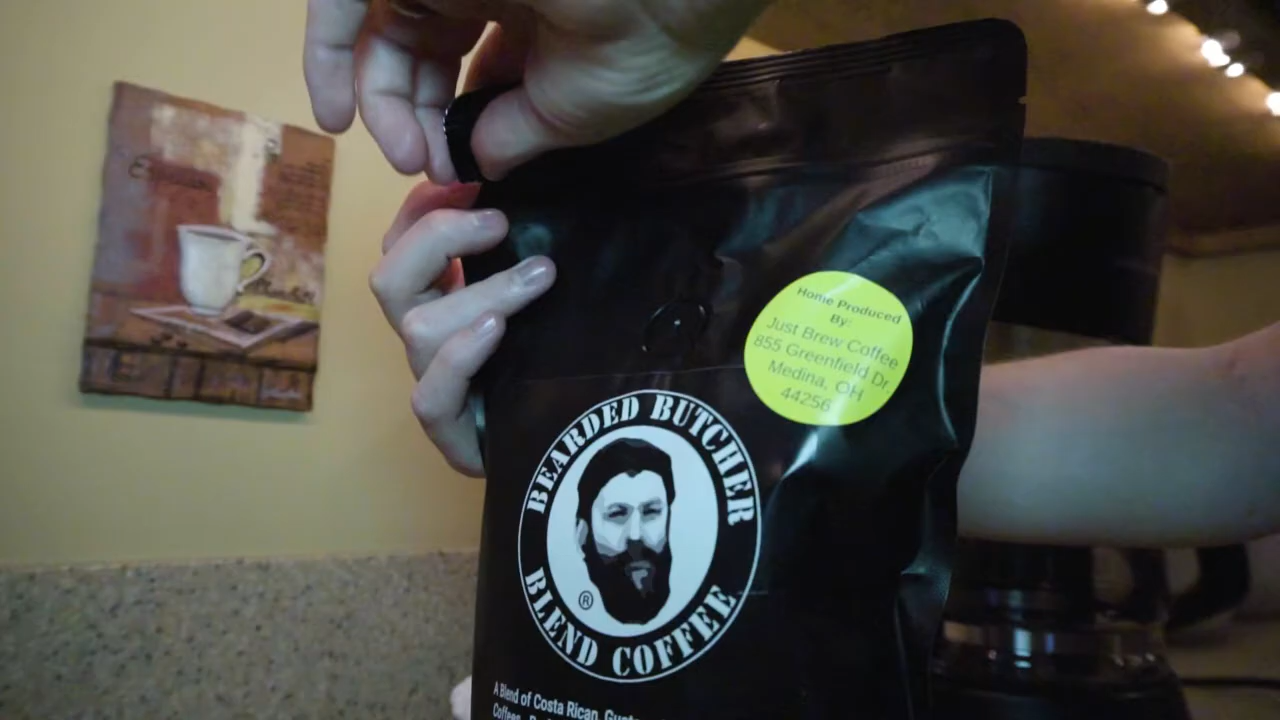 Home Produced
By:
Just Brew Coffee
855 Greenfield Dr
Medina, OH
44256
BEARDED BUTCHER
BLEND COFFEE
®
A Blend of Costa Rican,